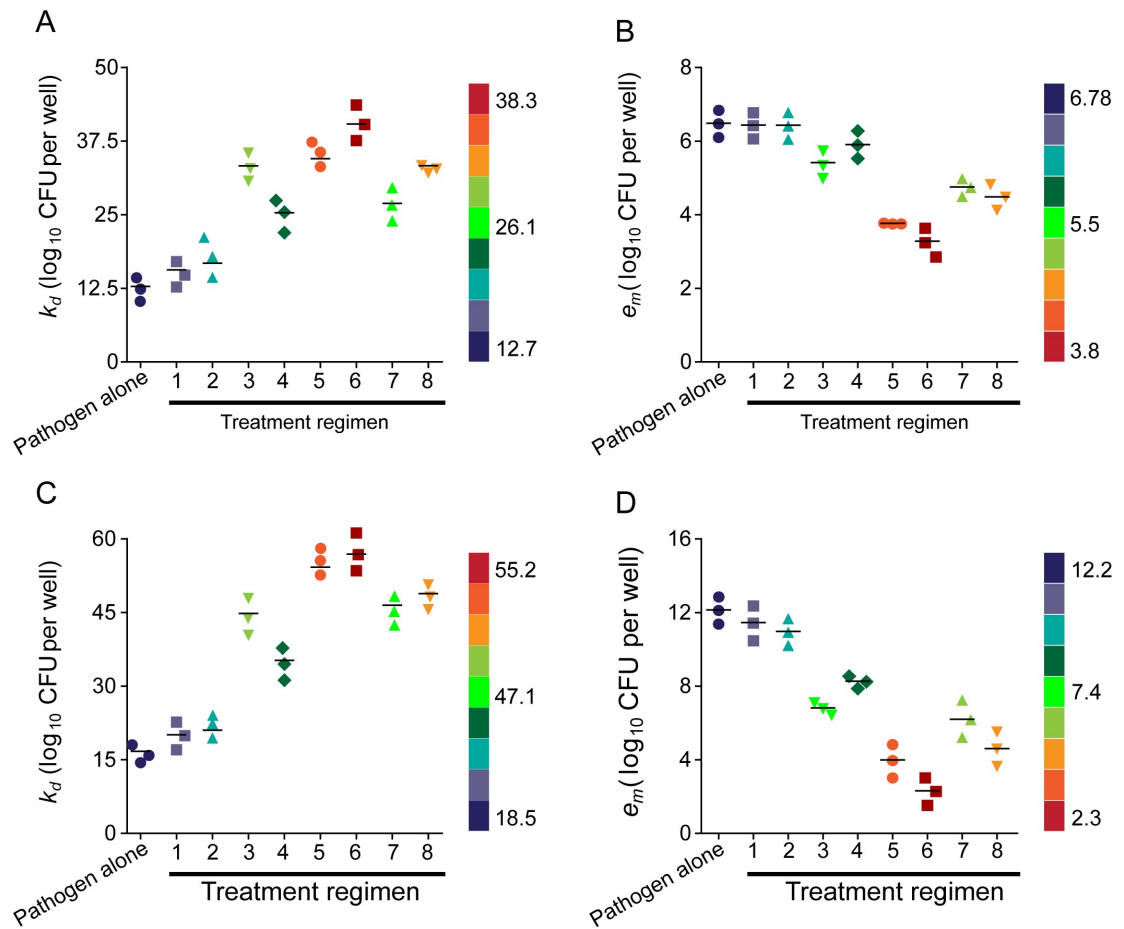 A
k_d (log₁₀ CFU per well)
50
37.5
25
12.5
0
Pathogen alone
1 2 3 4 5 6 7 8
Treatment regimen
38.3
26.1
12.7
B
e_m (log₁₀ CFU per well)
8
6
4
2
0
Pathogen alone
1 2 3 4 5 6 7 8
Treatment regimen
6.78
5.5
3.8
C
k_d (log₁₀ CFU per well)
60
45
30
15
0
Pathogen alone
1 2 3 4 5 6 7 8
Treatment regimen
55.2
47.1
18.5
D
e_m (log₁₀ CFU per well)
16
12
8
4
0
Pathogen alone
1 2 3 4 5 6 7 8
Treatment regimen
12.2
7.4
2.3